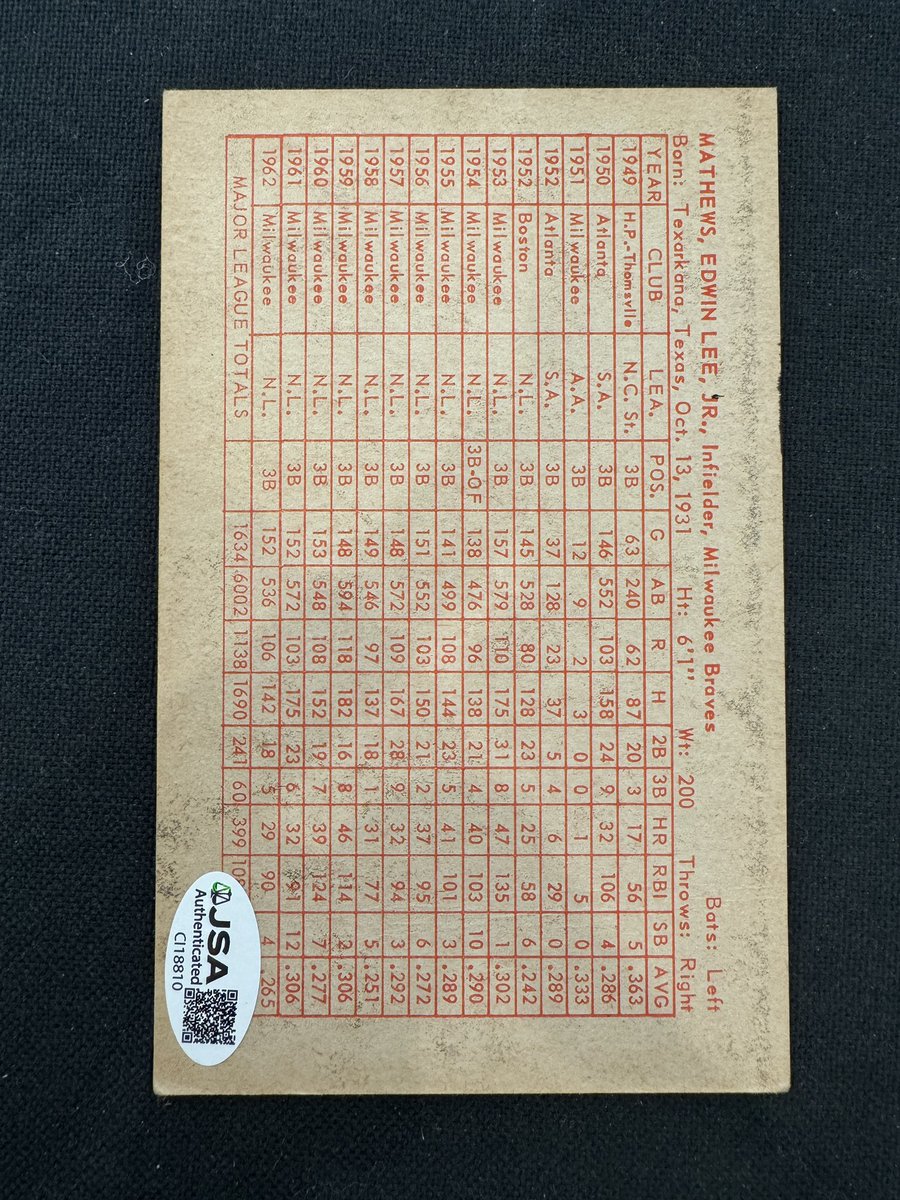 MATHEWS, EDWIN LEE, JR., Infielder, Milwaukee Braves Bats: Left
Born: Texarkana, Texas, Oct. 13, 1931 Ht: 6'1" Wt: 200 Throws: Right
YEAR CLUB LEA. POS. G AB R H 2B 3B HR RBI SB AVG
1949 H.P.-Thomsvlle N.C. St. 3B 63 240 62 87 20 3 17 56 5 .363
1950 Atlanta S.A. 3B 146 552 103 158 24 9 32 106 4 .286
1951 Milwaukee A.A. 3B 12 9 2 3 0 0 1 5 0 .333
1952 Atlanta S.A. 3B 37 128 23 37 5 4 6 29 0 .289
1952 Boston N.L. 3B 145 528 80 128 23 5 25 58 6 .242
1953 Milwaukee N.L. 3B 157 579 110 175 31 8 47 135 1 .302
1954 Milwaukee N.L. 3B-OF 138 476 96 138 21 4 40 103 10 .290
1955 Milwaukee N.L. 3B 141 499 108 144 23 5 41 101 3 .289
1956 Milwaukee N.L. 3B 151 552 103 150 21 2 37 95 6 .272
1957 Milwaukee N.L. 3B 148 572 109 167 28 9 32 94 3 .292
1958 Milwaukee N.L. 3B 149 546 97 137 18 1 31 77 5 .251
1959 Milwaukee N.L. 3B 148 594 118 182 16 8 46 114 2 .306
1960 Milwaukee N.L. 3B 153 548 108 152 19 7 39 124 7 .277
1961 Milwaukee N.L. 3B 152 572 103 175 23 6 32 91 12 .306
1962 Milwaukee N.L. 3B 152 536 106 142 18 5 29 90 4 .265
MAJOR LEAGUE TOTALS 1634 6002 1138 1690 241 60 399
JSA
Authenticated
CI18810